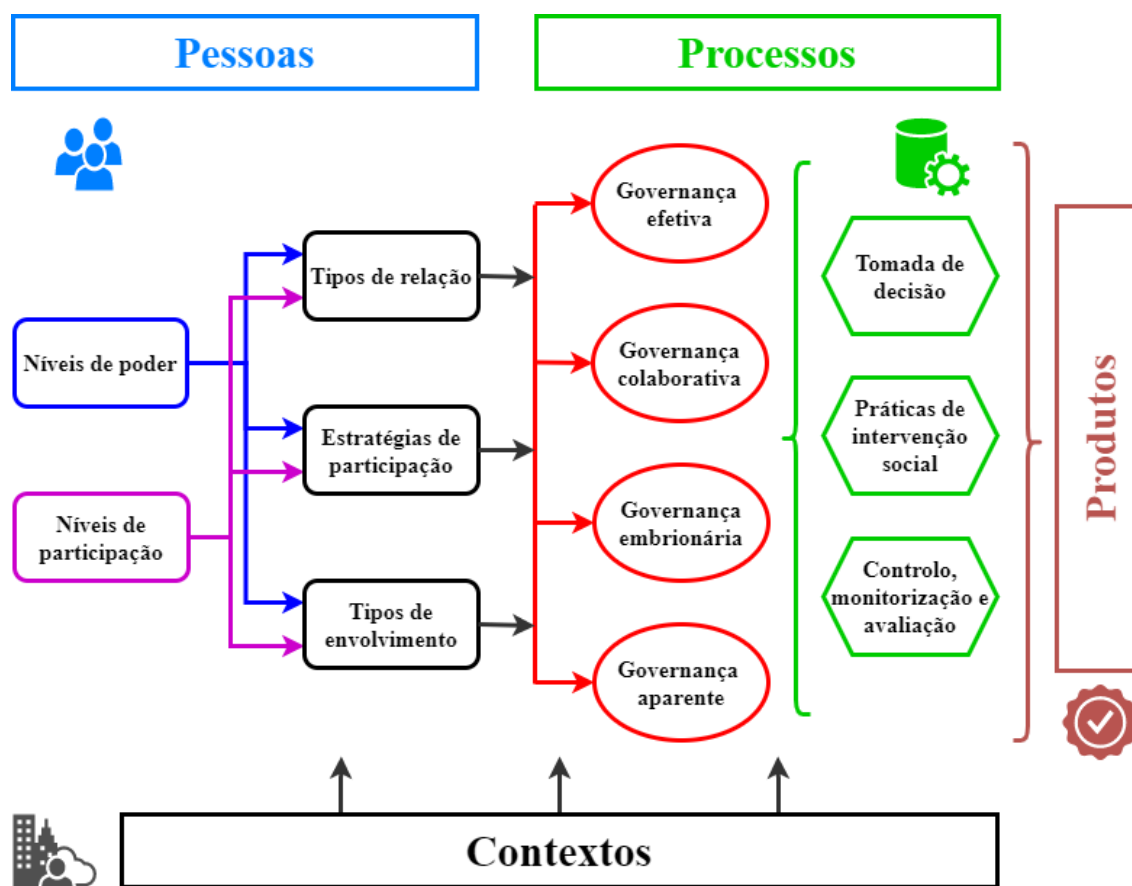 Pessoas
Processos
Níveis de poder
Níveis de
participação
Tipos de relação
Estratégias de
participação
Tipos de
envolvimento
Governança
efetiva
Governança
colaborativa
Governança
embrionária
Governança
aparente
Tomada de
decisão
Práticas de
intervenção
social
Controlo,
monitorização e
avaliação
Produtos
Contextos